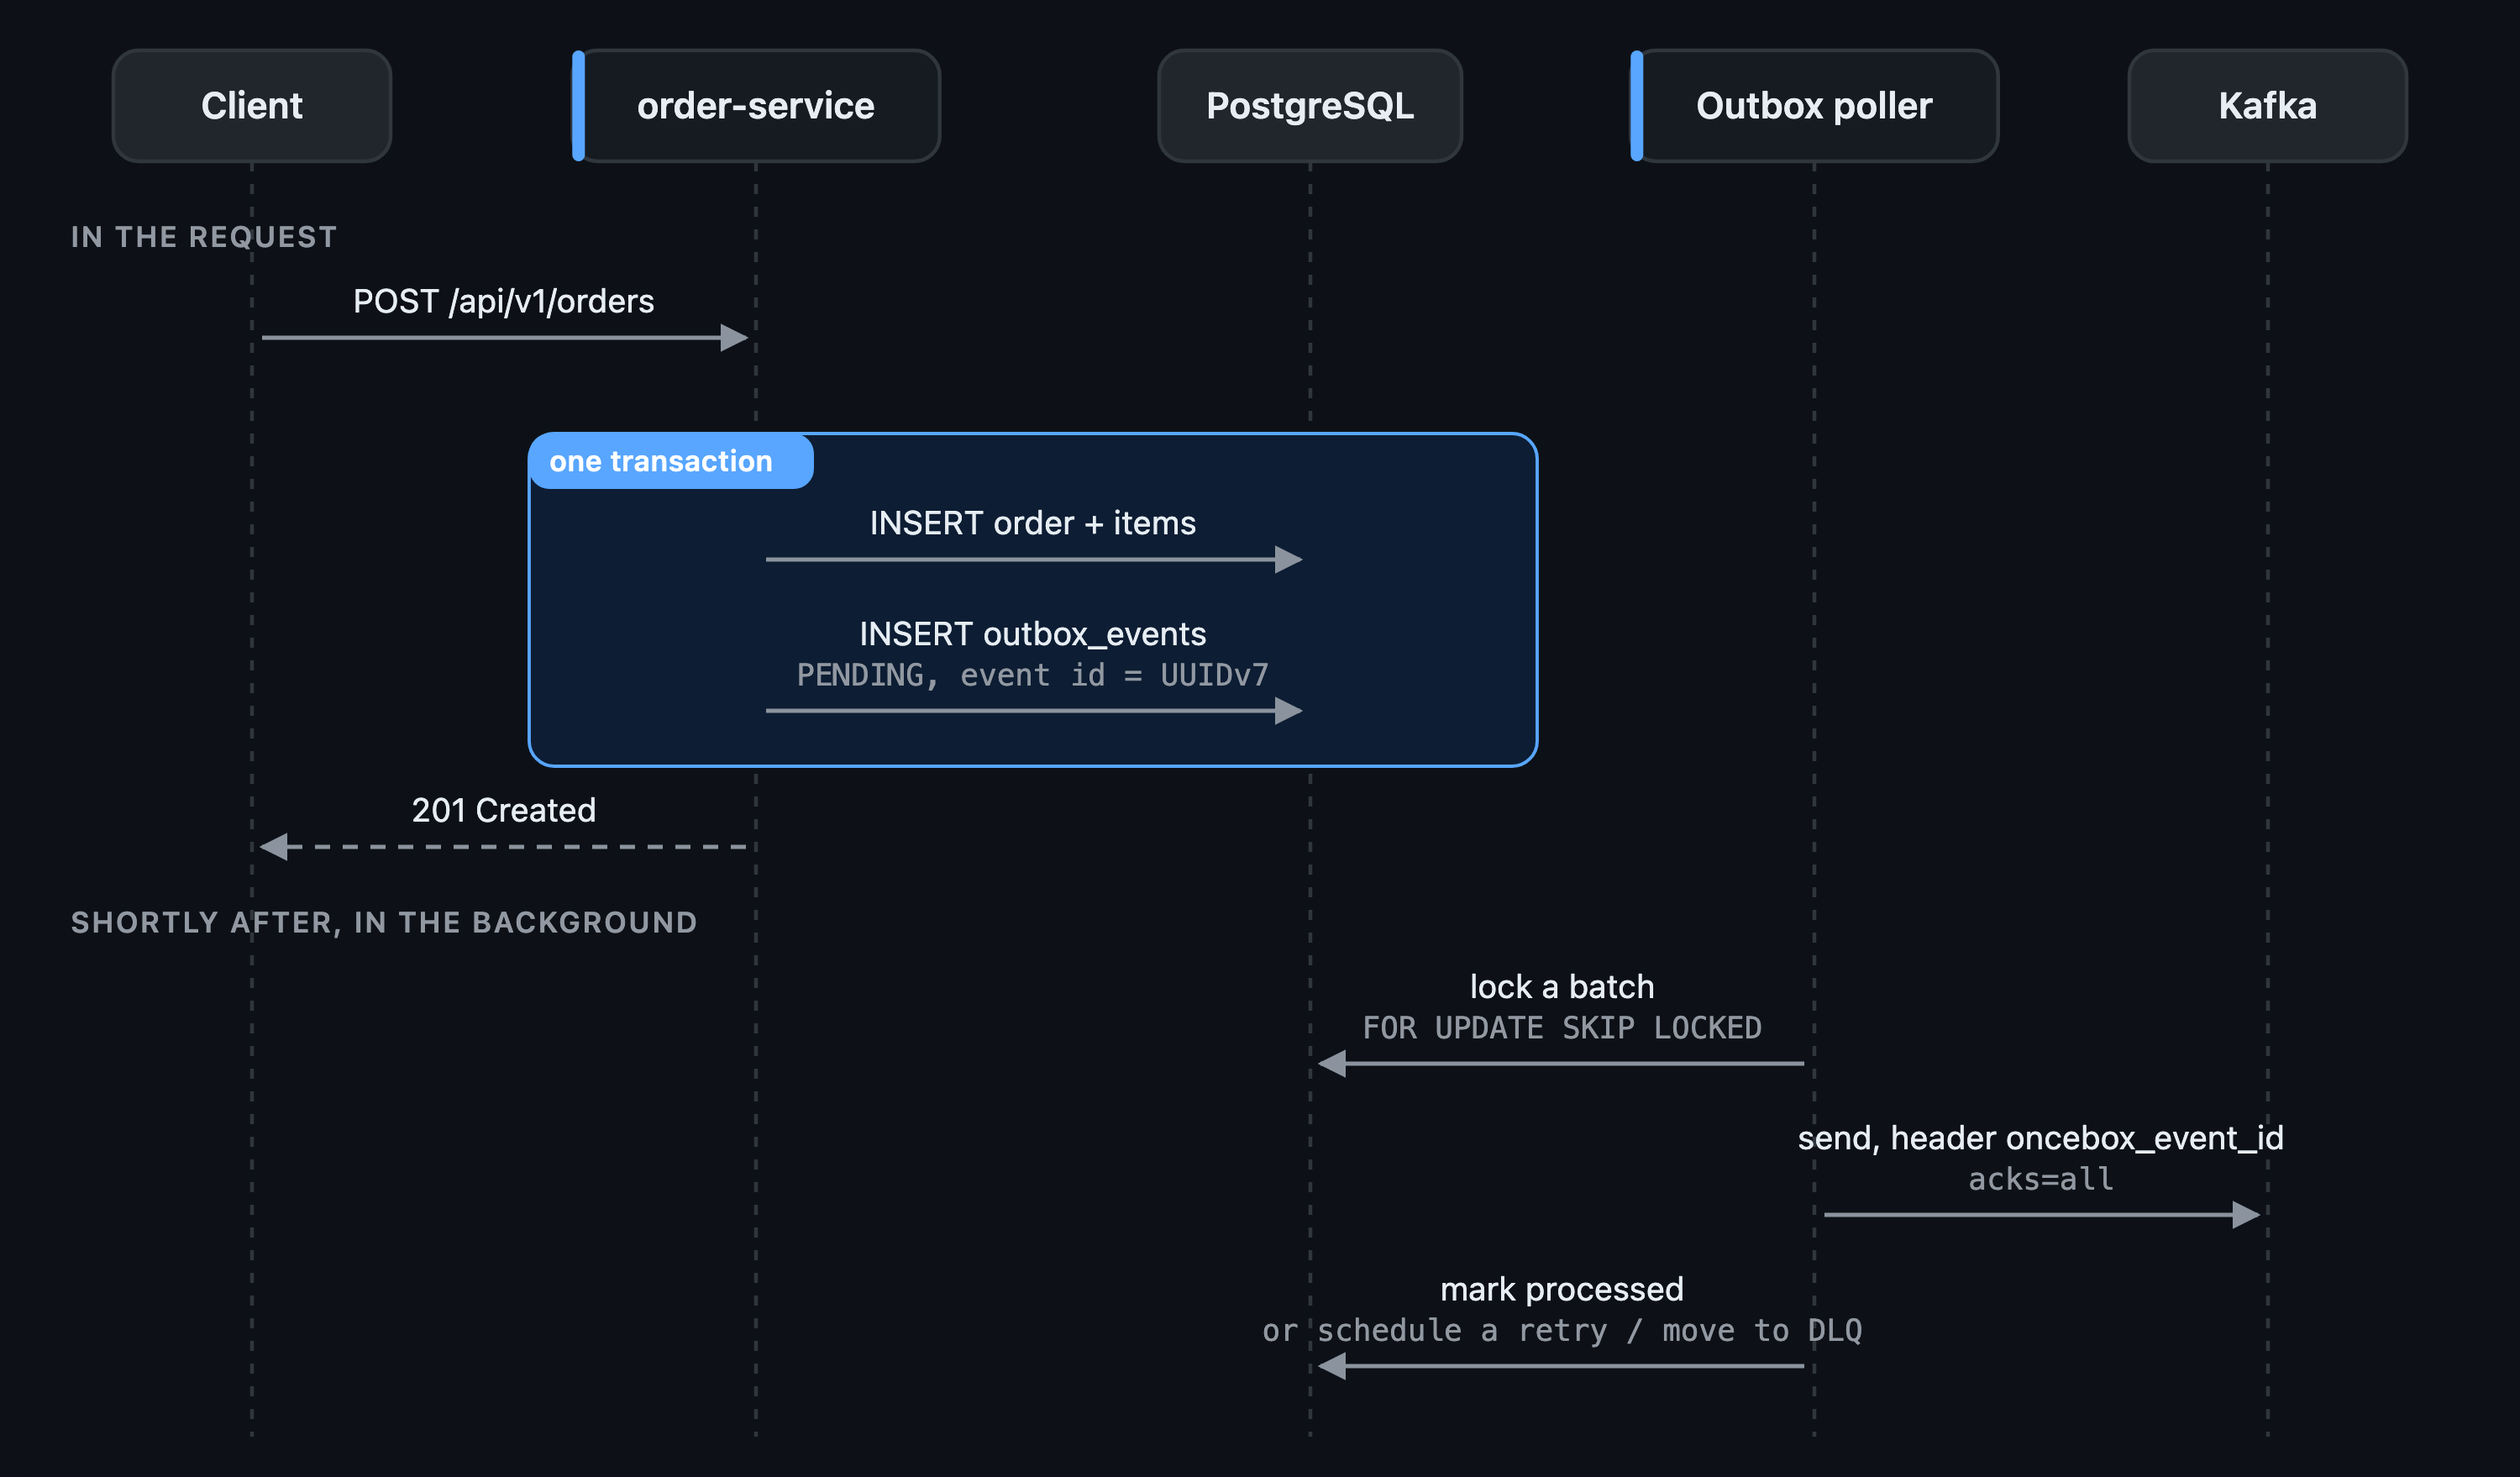 Client
order-service
PostgreSQL
Outbox poller
Kafka
IN THE REQUEST
POST /api/v1/orders
one transaction
INSERT order + items
INSERT outbox_events
PENDING, event id = UUIDv7
201 Created
SHORTLY AFTER, IN THE BACKGROUND
lock a batch
FOR UPDATE SKIP LOCKED
send, header oncebox_event_id
acks=all
mark processed
or schedule a retry / move to DLQ